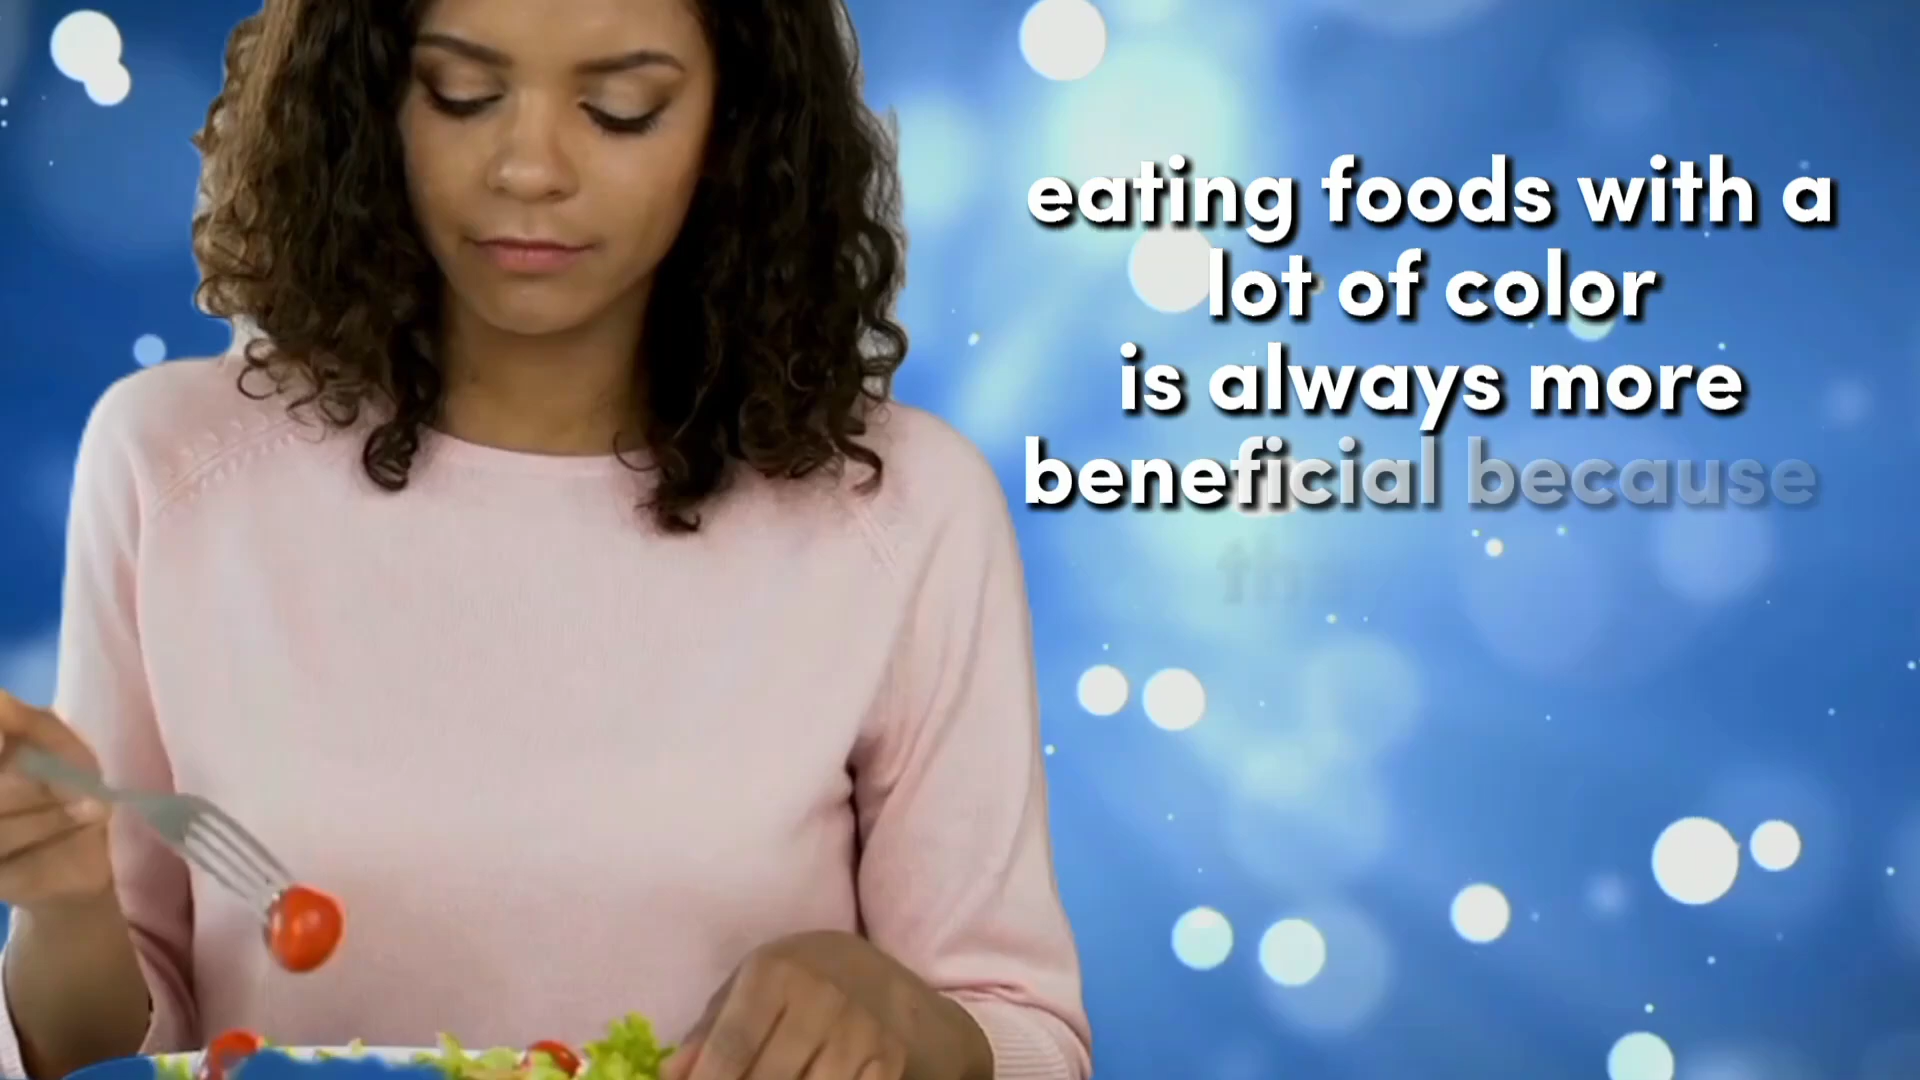 eating foods with a
lot of color
is always more
beneficial because